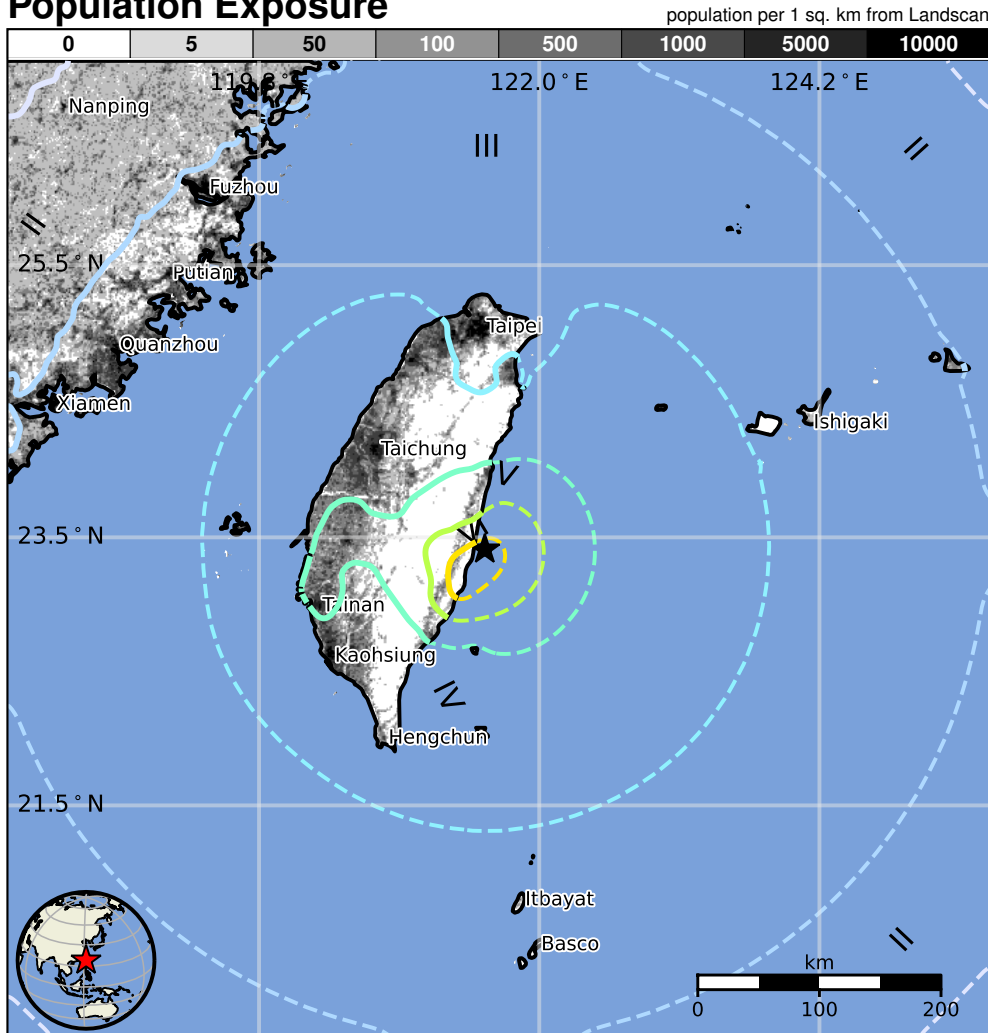 Population Exposure
population per 1 sq. km from Landscan
0 5 50 100 500 1000 5000 10000
119.8°E 122.0°E 124.2°E
Nanping
III
II
Fuzhou
II
25.5°N
Putian
Taipei
Quanzhou
Xiamen
Ishigaki
Taichung
V
23.5°N
Tainan
Kaohsiung
IV
Hengchun
21.5°N
Itbayat
Basco
II
km
0 100 200